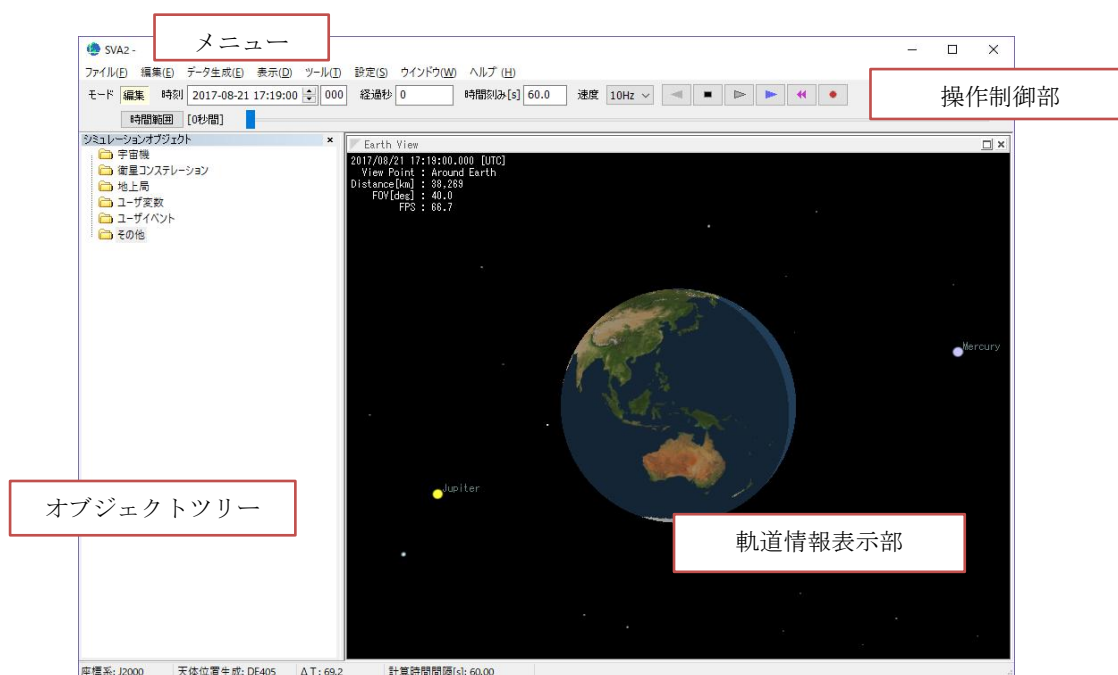 メニュー
SVA2 -
ファイル(F) 編集(E) データ生成(E) 表示(D) ツール(T) 設定(S) ウインドウ(W) ヘルプ (H)
操作制御部
モード 編集 時刻 2017-08-21 17:19:00 000 経過秒 0 時間刻み[s] 60.0 速度 10Hz
時間範囲 [0秒間]
シミュレーションオブジェクト
宇宙機
衛星コンステレーション
地上局
ユーザ変数
ユーザイベント
その他
Earth View
2017/08/21 17:19:00.000 [UTC]
View Point : Around Earth
Distance[km] : 38,269
FOV[deg] : 40.0
FPS : 66.7
Mercury
Jupiter
オブジェクトツリー
軌道情報表示部
座標系: J2000 天体位置生成: DE405 ΔT: 69.2 計算時間間隔[s]: 60.00